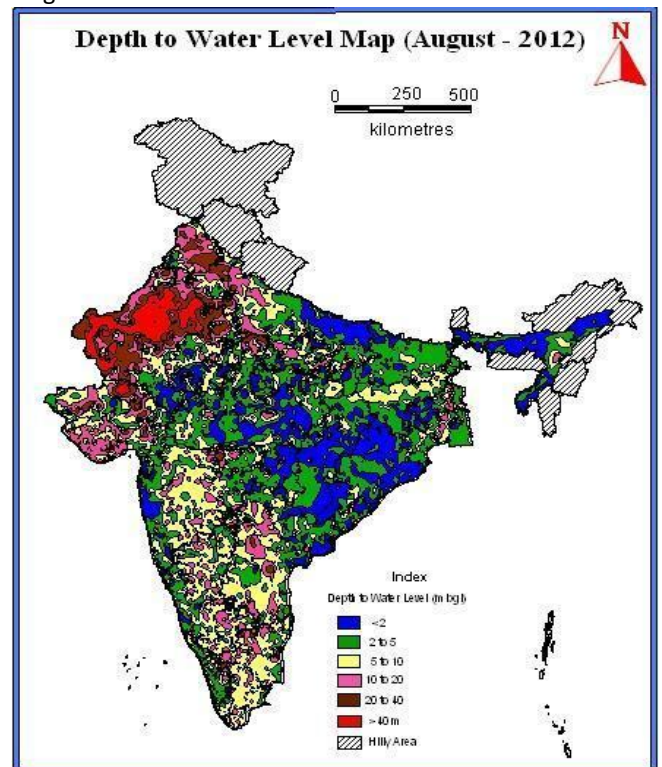 Depth to Water Level Map (August - 2012)
N
0 250 500
kilometres
Index
Depth to Water Level (m bgl)
<2
2 to 5
5 to 10
10 to 20
20 to 40
>40 m
Hilly Area